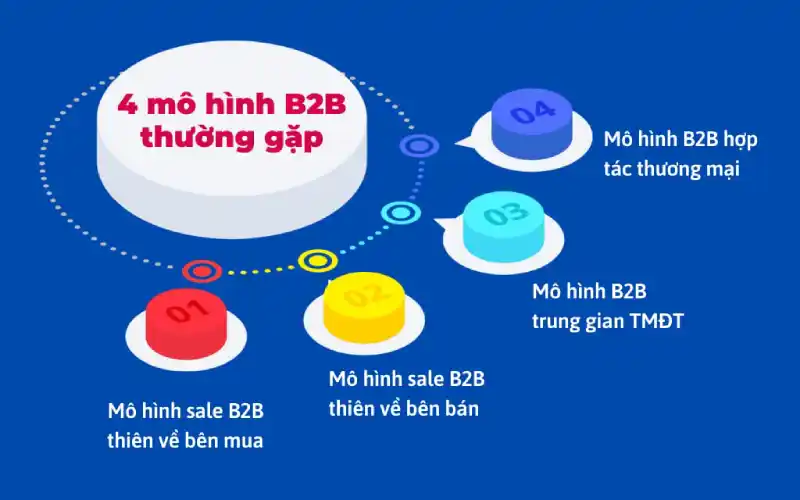 4 mô hình B2B
thường gặp
01
Mô hình sale B2B
thiên về bên mua
02
Mô hình sale B2B
thiên về bên bán
03
Mô hình B2B
trung gian TMĐT
04
Mô hình B2B hợp
tác thương mại